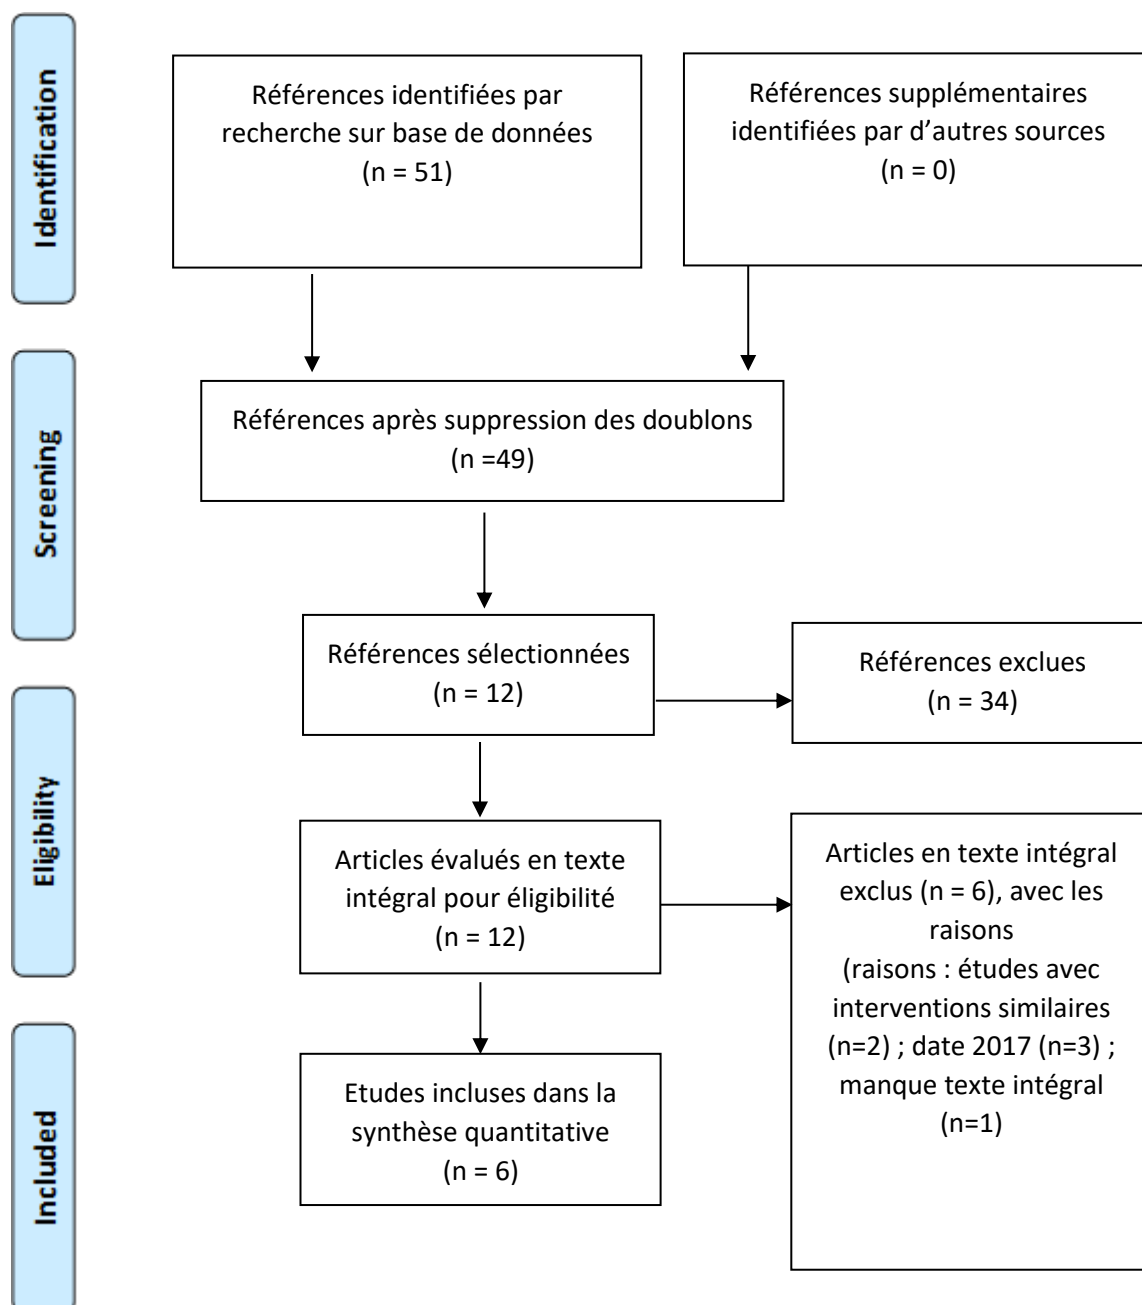 Identification
Références identifiées par
recherche sur base de données
(n = 51)
Références supplémentaires
identifiées par d’autres sources
(n = 0)
Screening
Références après suppression des doublons
(n =49)
Références sélectionnées
(n = 12)
Références exclues
(n = 34)
Eligibility
Articles évalués en texte
intégral pour éligibilité
(n = 12)
Articles en texte intégral
exclus (n = 6), avec les
raisons
(raisons : études avec
interventions similaires
(n=2) ; date 2017 (n=3) ;
manque texte intégral
(n=1)
Included
Etudes incluses dans la
synthèse quantitative
(n = 6)